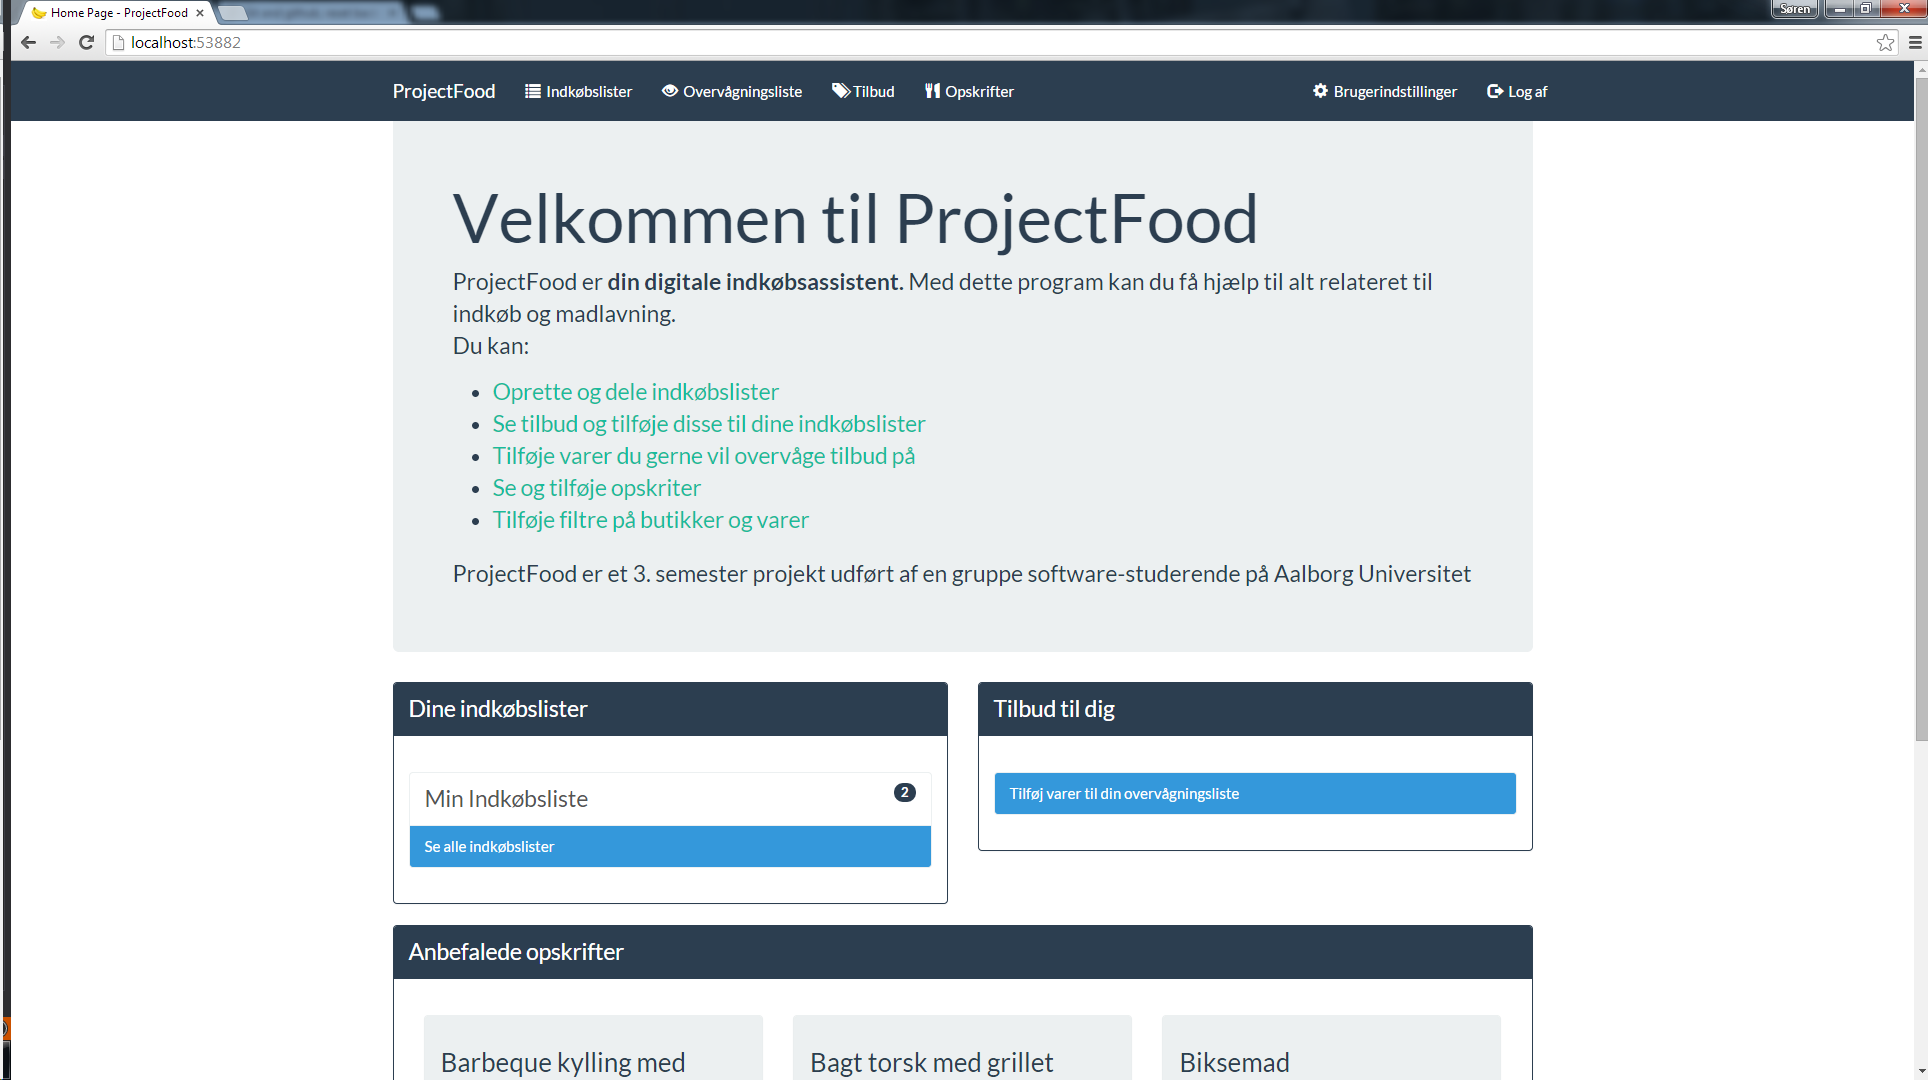 Home Page - ProjectFood
Søren
localhost:53882
ProjectFood Indkøbslister Overvågningsliste Tilbud Opskrifter Brugerindstillinger Log af
Velkommen til ProjectFood
ProjectFood er din digitale indkøbsassistent. Med dette program kan du få hjælp til alt relateret til
indkøb og madlavning.
Du kan:
Oprette og dele indkøbslister
Se tilbud og tilføje disse til dine indkøbslister
Tilføje varer du gerne vil overvåge tilbud på
Se og tilføje opskriter
Tilføje filtre på butikker og varer
ProjectFood er et 3. semester projekt udført af en gruppe software-studerende på Aalborg Universitet
Dine indkøbslister
Min Indkøbsliste 2
Se alle indkøbslister
Tilbud til dig
Tilføj varer til din overvågningsliste
Anbefalede opskrifter
Barbeque kylling med
Bagt torsk med grillet
Biksemad